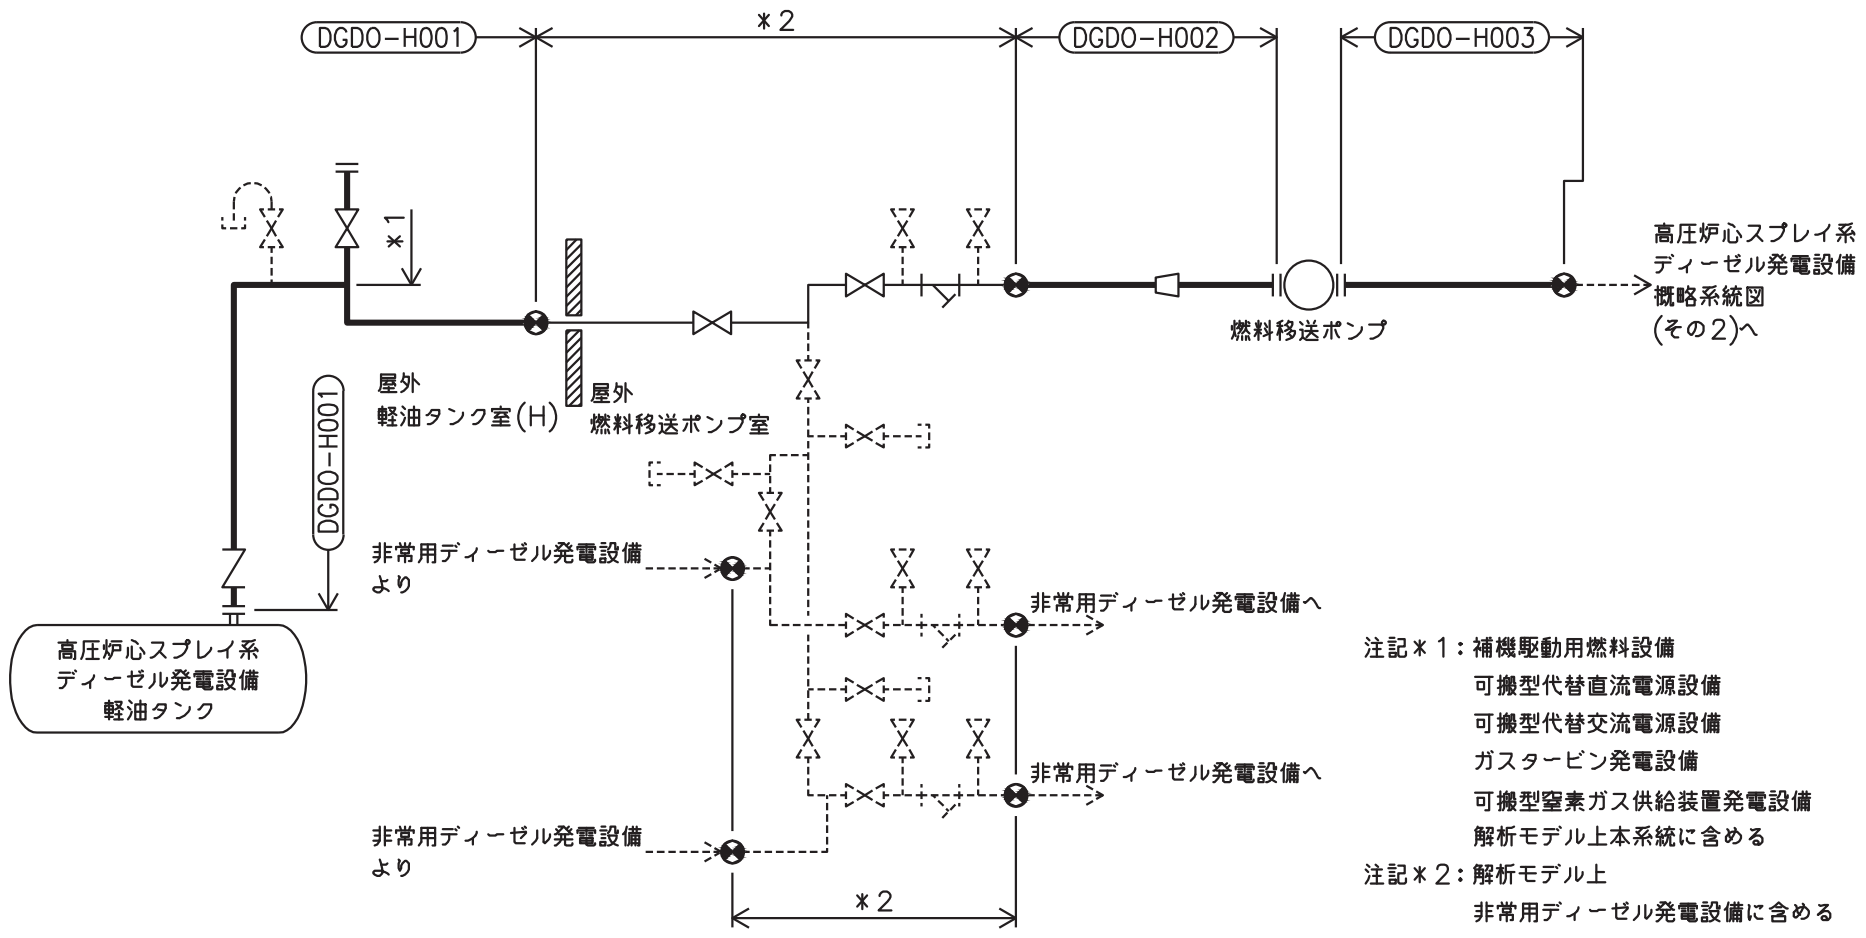 DGDO-H001
*2
DGDO-H002
DGDO-H003
*1
高圧炉心スプレイ系
ディーゼル発電設備
概略系統図
(その2)へ
燃料移送ポンプ
屋外
軽油タンク室(H)
屋外
燃料移送ポンプ室
DGDO-H001
非常用ディーゼル発電設備
より
非常用ディーゼル発電設備へ
高圧炉心スプレイ系
ディーゼル発電設備
軽油タンク
非常用ディーゼル発電設備へ
非常用ディーゼル発電設備
より
*2
注記*1:補機駆動用燃料設備
可搬型代替直流電源設備
可搬型代替交流電源設備
ガスタービン発電設備
可搬型窒素ガス供給装置発電設備
解析モデル上本系統に含める
注記*2:解析モデル上
非常用ディーゼル発電設備に含める